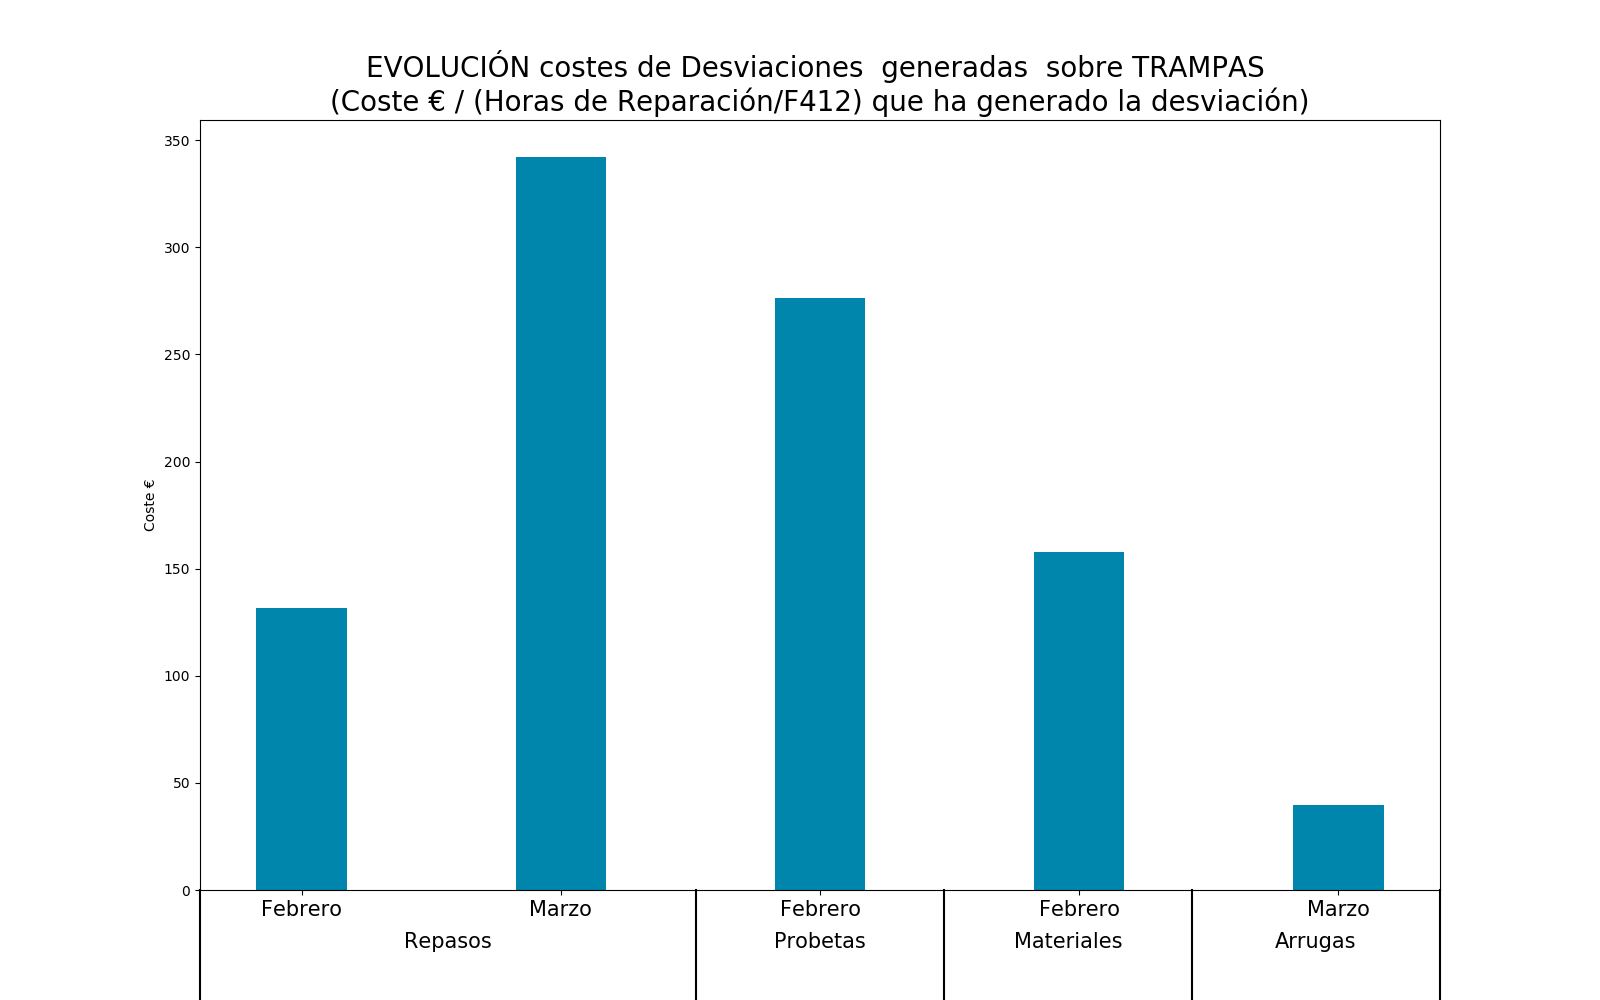 EVOLUCIÓN costes de Desviaciones  generadas  sobre TRAMPAS
(Coste € / (Horas de Reparación/F412) que ha generado la desviación)
350
300
250
200
150
100
50
0
Coste €
Febrero Marzo Febrero Febrero Marzo
Repasos Probetas Materiales Arrugas